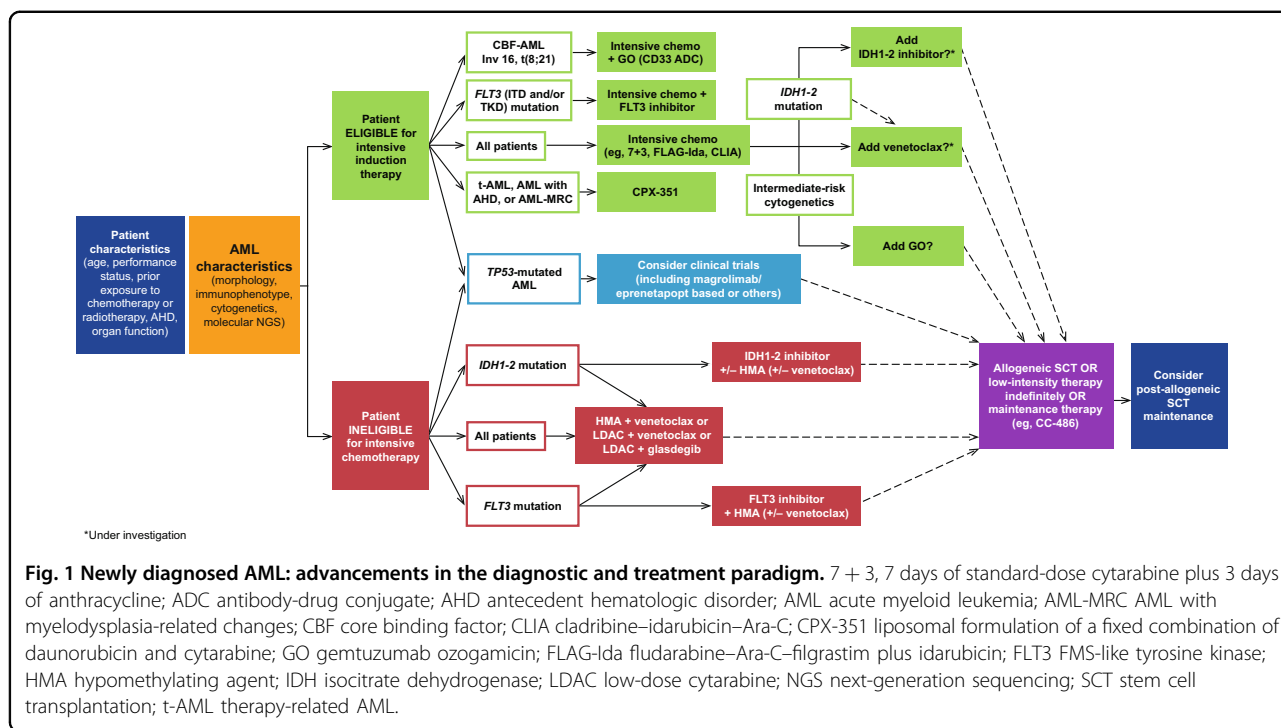 CBF-AML
Inv 16, t(8;21)
Intensive chemo
+ GO (CD33 ADC)
Add
IDH1-2 inhibitor?*
FLT3 (ITD and/or
TKD) mutation
Intensive chemo +
FLT3 inhibitor
IDH1-2
mutation
Patient
ELIGIBLE for
intensive
induction
therapy
All patients
Intensive chemo
(eg, 7+3, FLAG-Ida, CLIA)
Add venetoclax?*
t-AML, AML with
AHD, or AML-MRC
CPX-351
Intermediate-risk
cytogenetics
Add GO?
Patient
characteristics
(age, performance
status, prior
exposure to
chemotherapy or
radiotherapy, AHD,
organ function)
AML
characteristics
(morphology,
immunophenotype,
cytogenetics,
molecular NGS)
TP53-mutated
AML
Consider clinical trials
(including magrolimab/
eprenetapopt based or others)
IDH1-2 mutation
IDH1-2 inhibitor
+/– HMA (+/– venetoclax)
Patient
INELIGIBLE
for intensive
chemotherapy
All patients
HMA + venetoclax or
LDAC + venetoclax or
LDAC + glasdegib
Allogeneic SCT OR
low-intensity therapy
indefinitely OR
maintenance therapy
(eg, CC-486)
Consider
post-allogeneic
SCT
maintenance
FLT3 mutation
FLT3 inhibitor
+ HMA (+/– venetoclax)
*Under investigation
Fig. 1 Newly diagnosed AML: advancements in the diagnostic and treatment paradigm. 7 + 3, 7 days of standard-dose cytarabine plus 3 days
of anthracycline; ADC antibody-drug conjugate; AHD antecedent hematologic disorder; AML acute myeloid leukemia; AML-MRC AML with
myelodysplasia-related changes; CBF core binding factor; CLIA cladribine–idarubicin–Ara-C; CPX-351 liposomal formulation of a fixed combination of
daunorubicin and cytarabine; GO gemtuzumab ozogamicin; FLAG-Ida fludarabine–Ara-C–filgrastim plus idarubicin; FLT3 FMS-like tyrosine kinase;
HMA hypomethylating agent; IDH isocitrate dehydrogenase; LDAC low-dose cytarabine; NGS next-generation sequencing; SCT stem cell
transplantation; t-AML therapy-related AML.